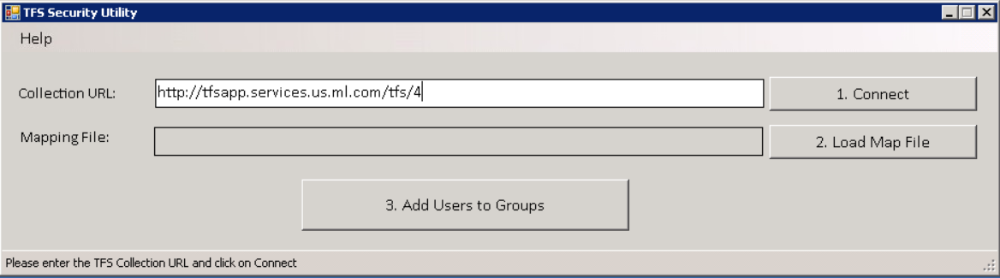 TFS Security Utility
Help
Collection URL: http://tfsapp.services.us.ml.com/tfs/4 1. Connect
Mapping File: 2. Load Map File
3. Add Users to Groups
Please enter the TFS Collection URL and click on Connect